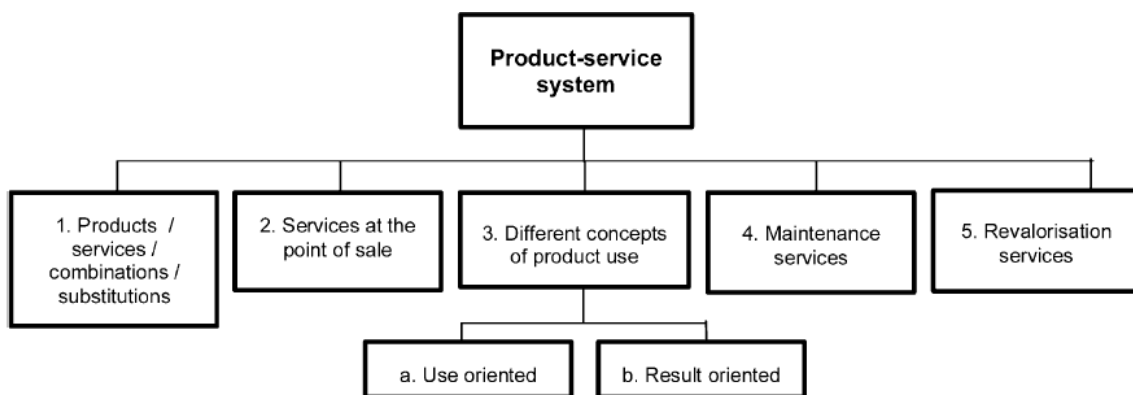 Product-service
system
1. Products /
services /
combinations /
substitutions
2. Services at the
point of sale
3. Different concepts
of product use
4. Maintenance
services
5. Revalorisation
services
a. Use oriented
b. Result oriented